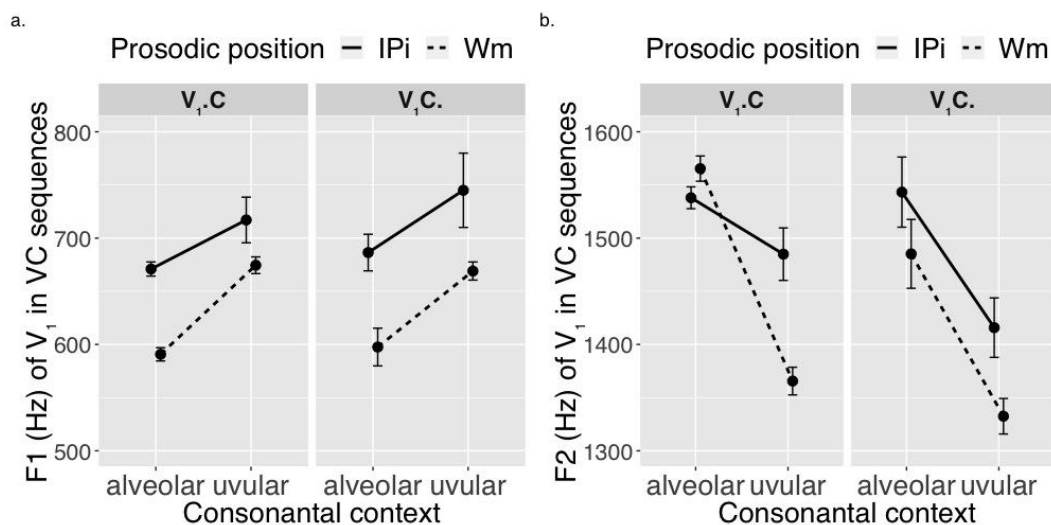 a.
Prosodic position IPi Wm
V₁.C V₁C.
800
700
600
500
F1 (Hz) of V₁ in VC sequences
alveolar uvular alveolar uvular
Consonantal context
b.
Prosodic position IPi Wm
V₁.C V₁C.
1600
1500
1400
1300
F2 (Hz) of V₁ in VC sequences
alveolar uvular alveolar uvular
Consonantal context